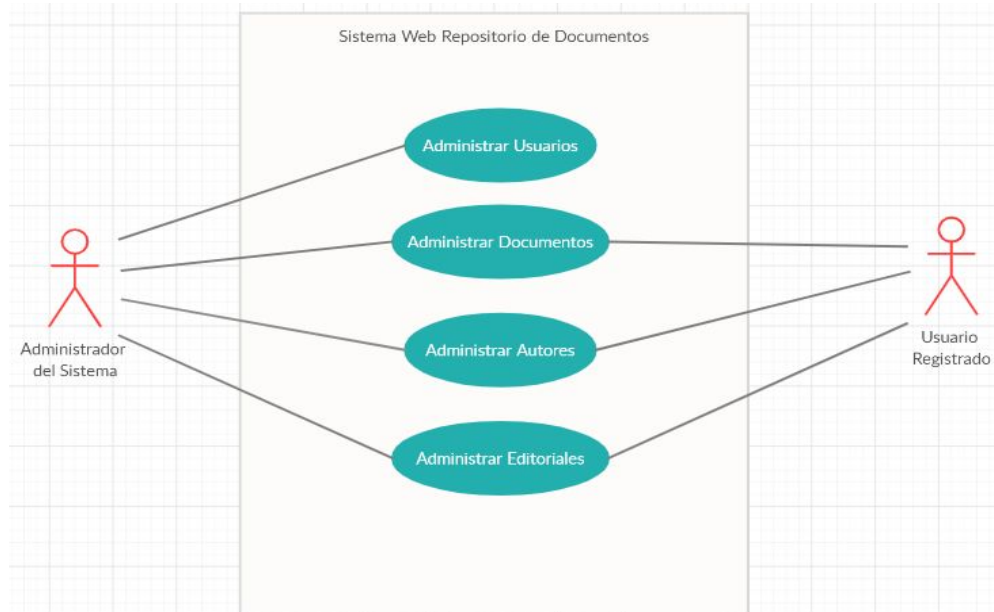 Sistema Web Repositorio de Documentos
Administrar Usuarios
Administrar Documentos
Administrar Autores
Administrar Editoriales
Administrador
del Sistema
Usuario
Registrado